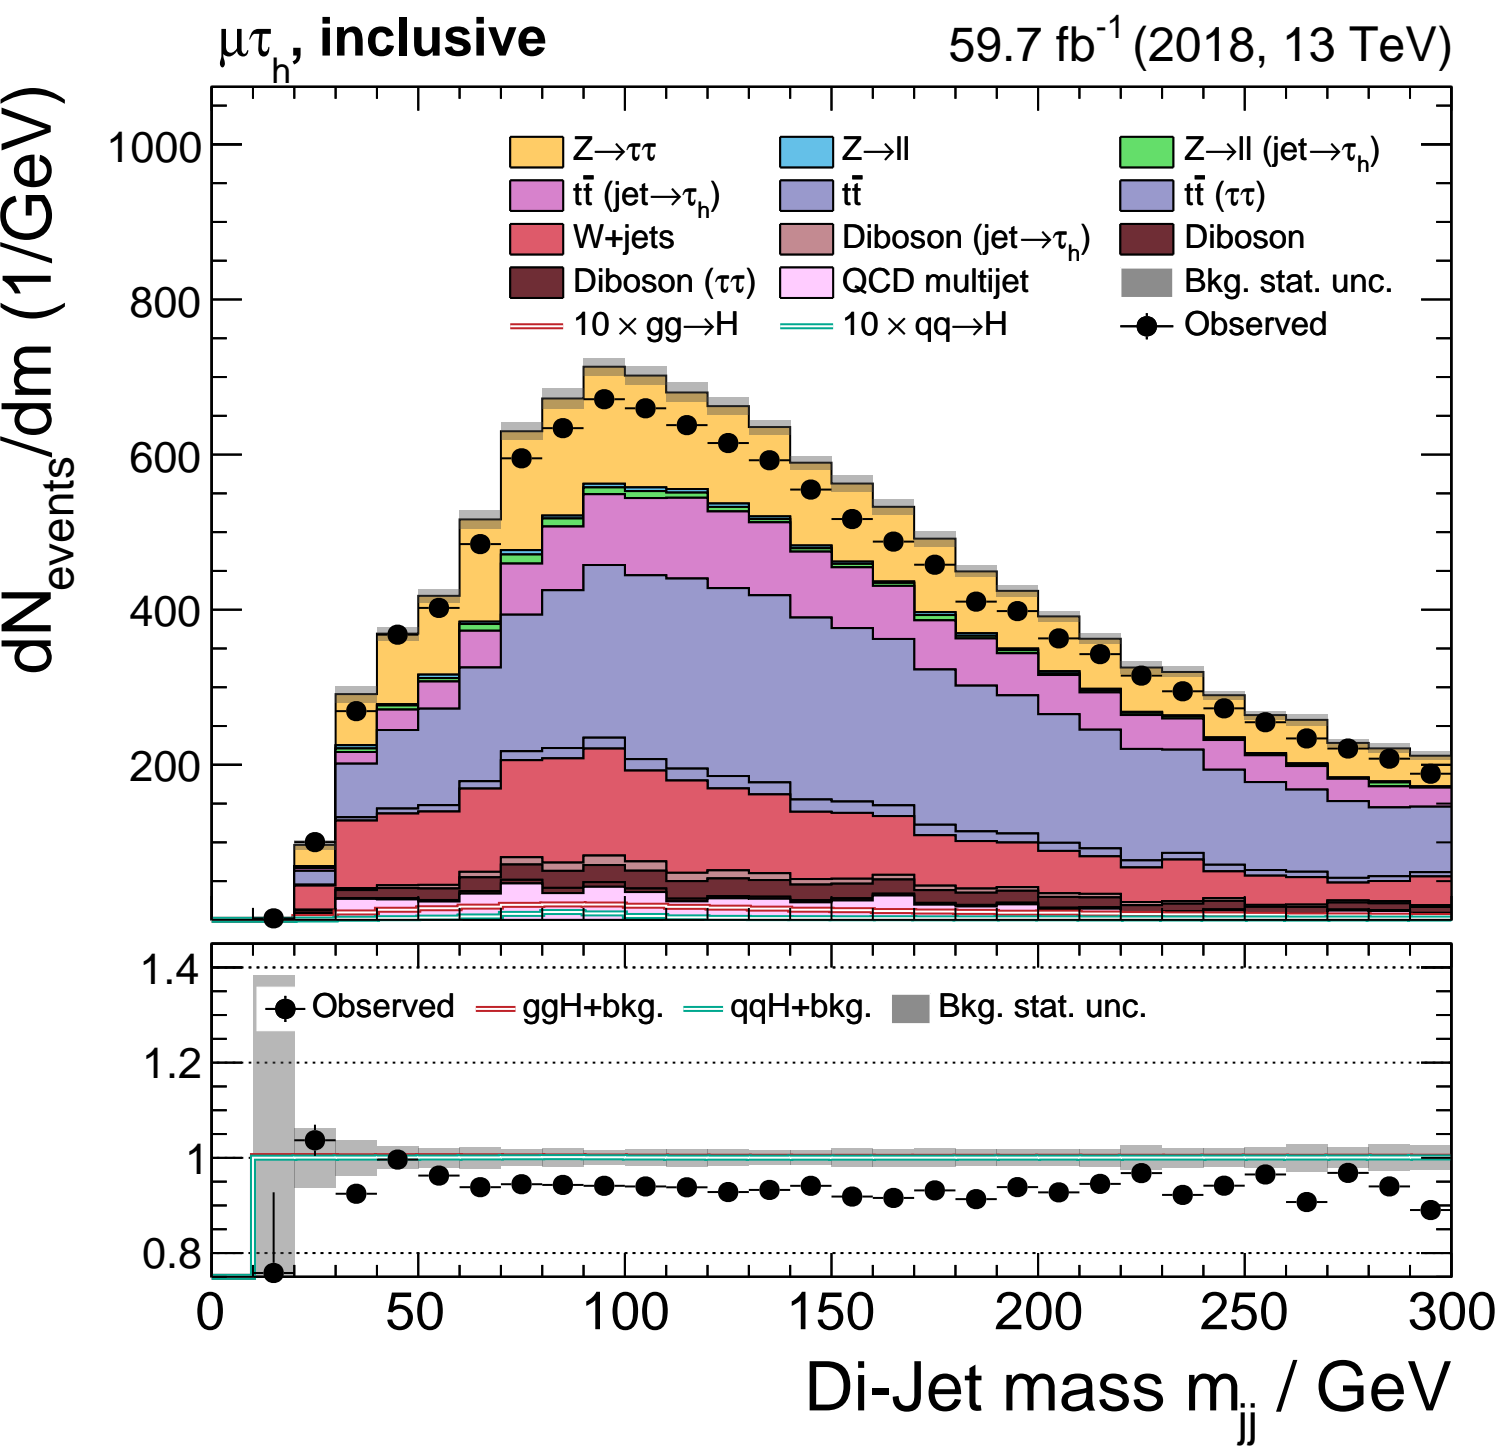 μτh, inclusive 59.7 fb-1 (2018, 13 TeV)
dNevents/dm (1/GeV)
1000
800
600
400
200
Z→ττ Z→ll Z→ll (jet→τh)
tt̄ (jet→τh) tt̄ tt̄ (ττ)
W+jets Diboson (jet→τh) Diboson
Diboson (ττ) QCD multijet Bkg. stat. unc.
10 × gg→H 10 × qq→H Observed
1.4
1.2
1
0.8
Observed ggH+bkg. qqH+bkg. Bkg. stat. unc.
0 50 100 150 200 250 300
Di-Jet mass mjj / GeV